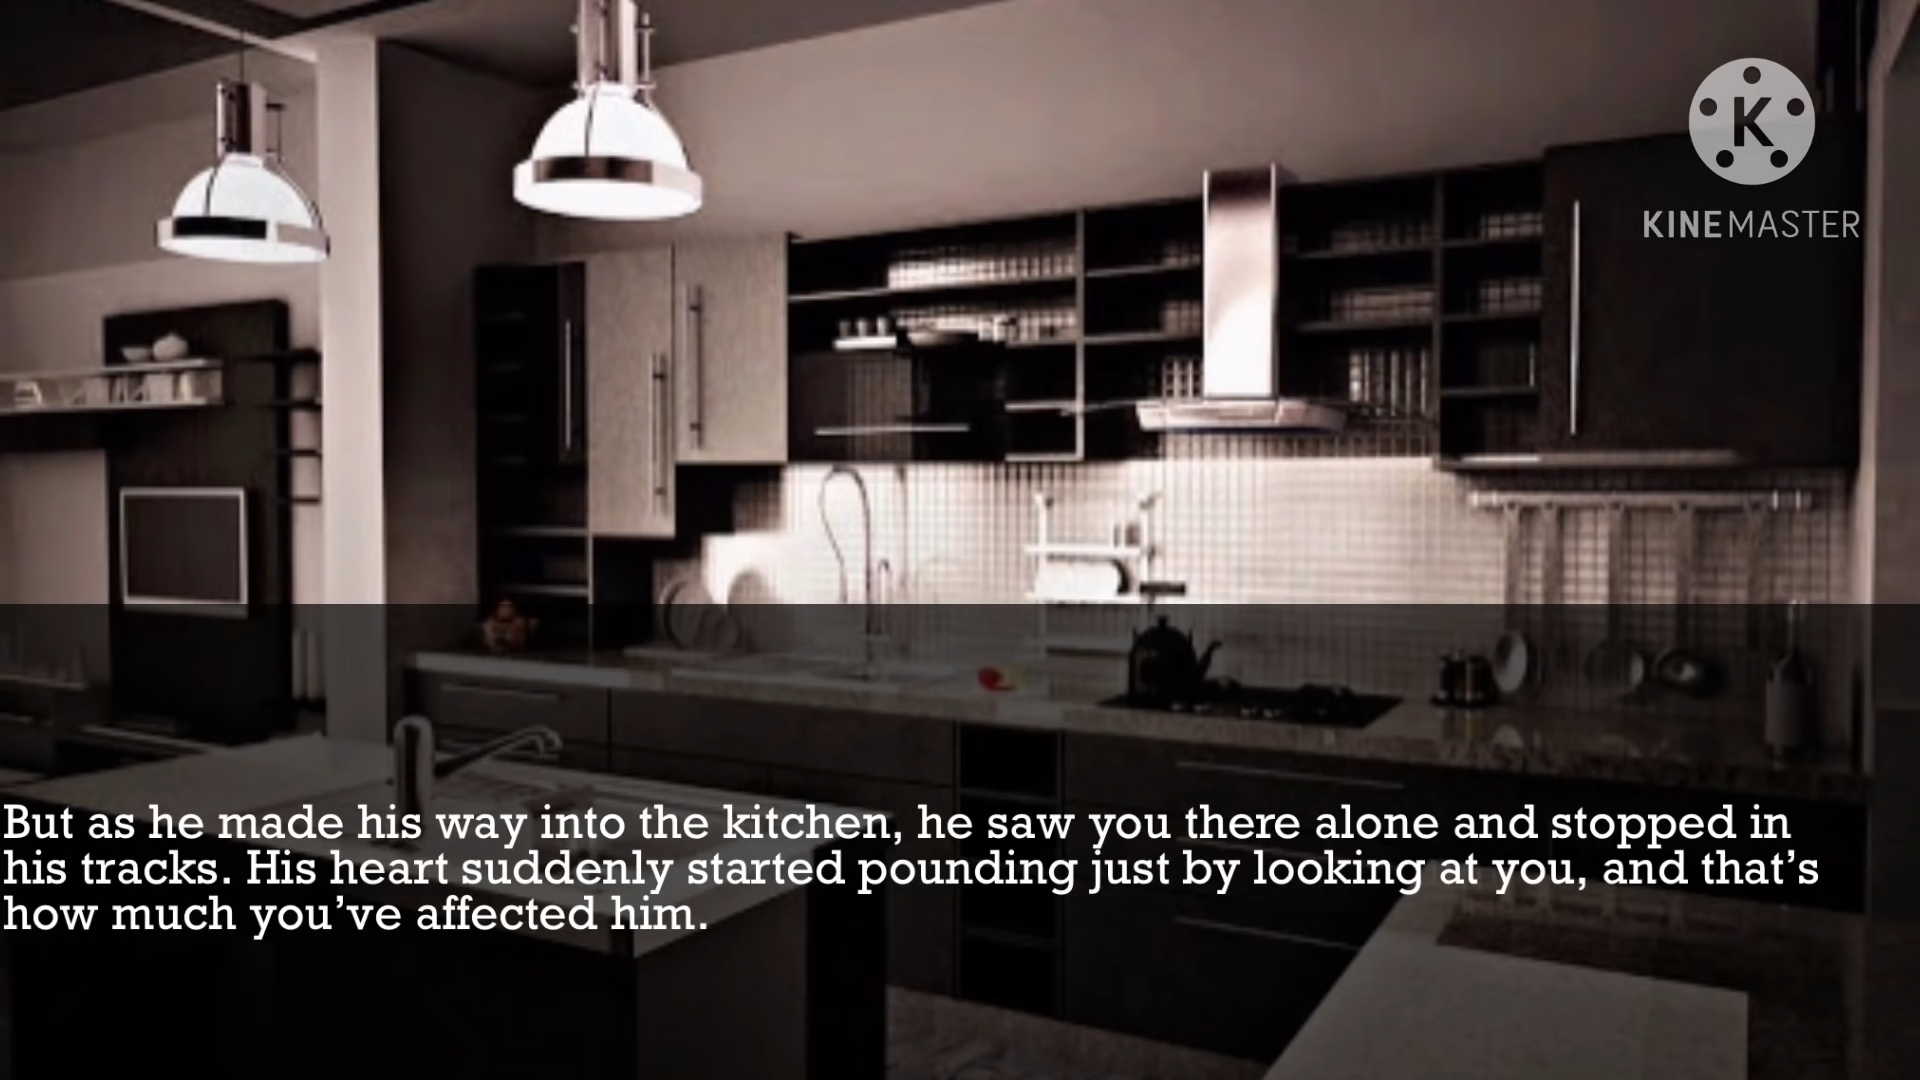 K
KINEMASTER
But as he made his way into the kitchen, he saw you there alone and stopped in
his tracks. His heart suddenly started pounding just by looking at you, and that’s
how much you’ve affected him.